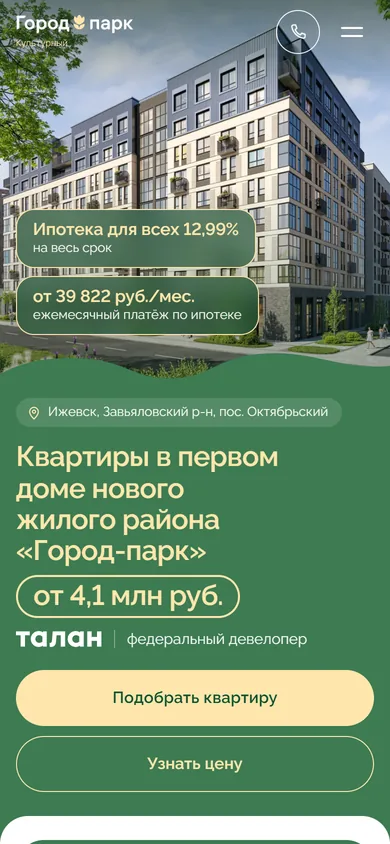 Город парк
Культурный
Ипотека для всех 12,99%
на весь срок
от 39 822 руб./мес.
ежемесячный платёж по ипотеке
Ижевск, Завьяловский р-н, пос. Октябрьский
Квартиры в первом
доме нового
жилого района
«Город-парк»
от 4,1 млн руб.
талан
федеральный девелопер
Подобрать квартиру
Узнать цену